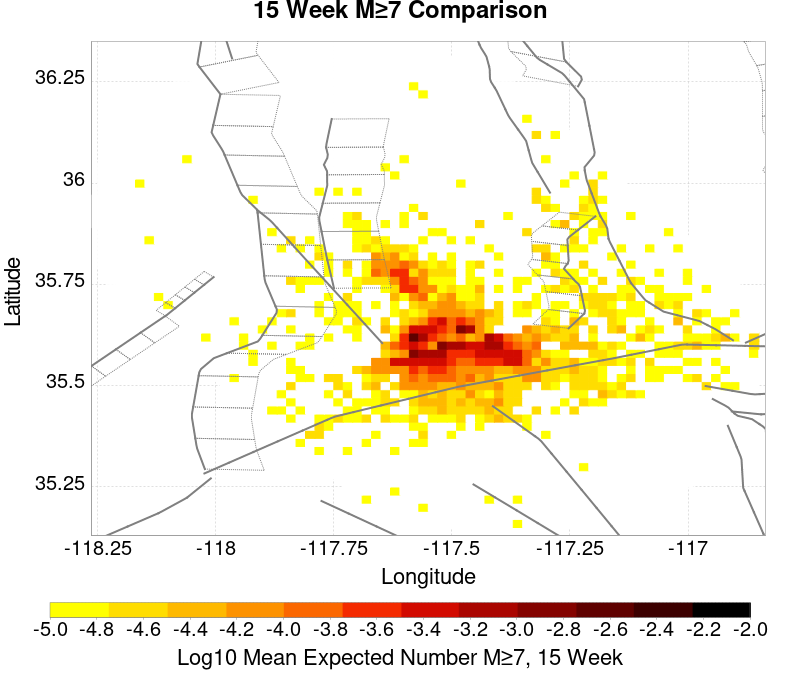 15 Week M≥7 Comparison
36.25
36
35.75
35.5
35.25
Latitude
-118.25 -118 -117.75 -117.5 -117.25 -117
Longitude
-5.0 -4.8 -4.6 -4.4 -4.2 -4.0 -3.8 -3.6 -3.4 -3.2 -3.0 -2.8 -2.6 -2.4 -2.2 -2.0
Log10 Mean Expected Number M≥7, 15 Week